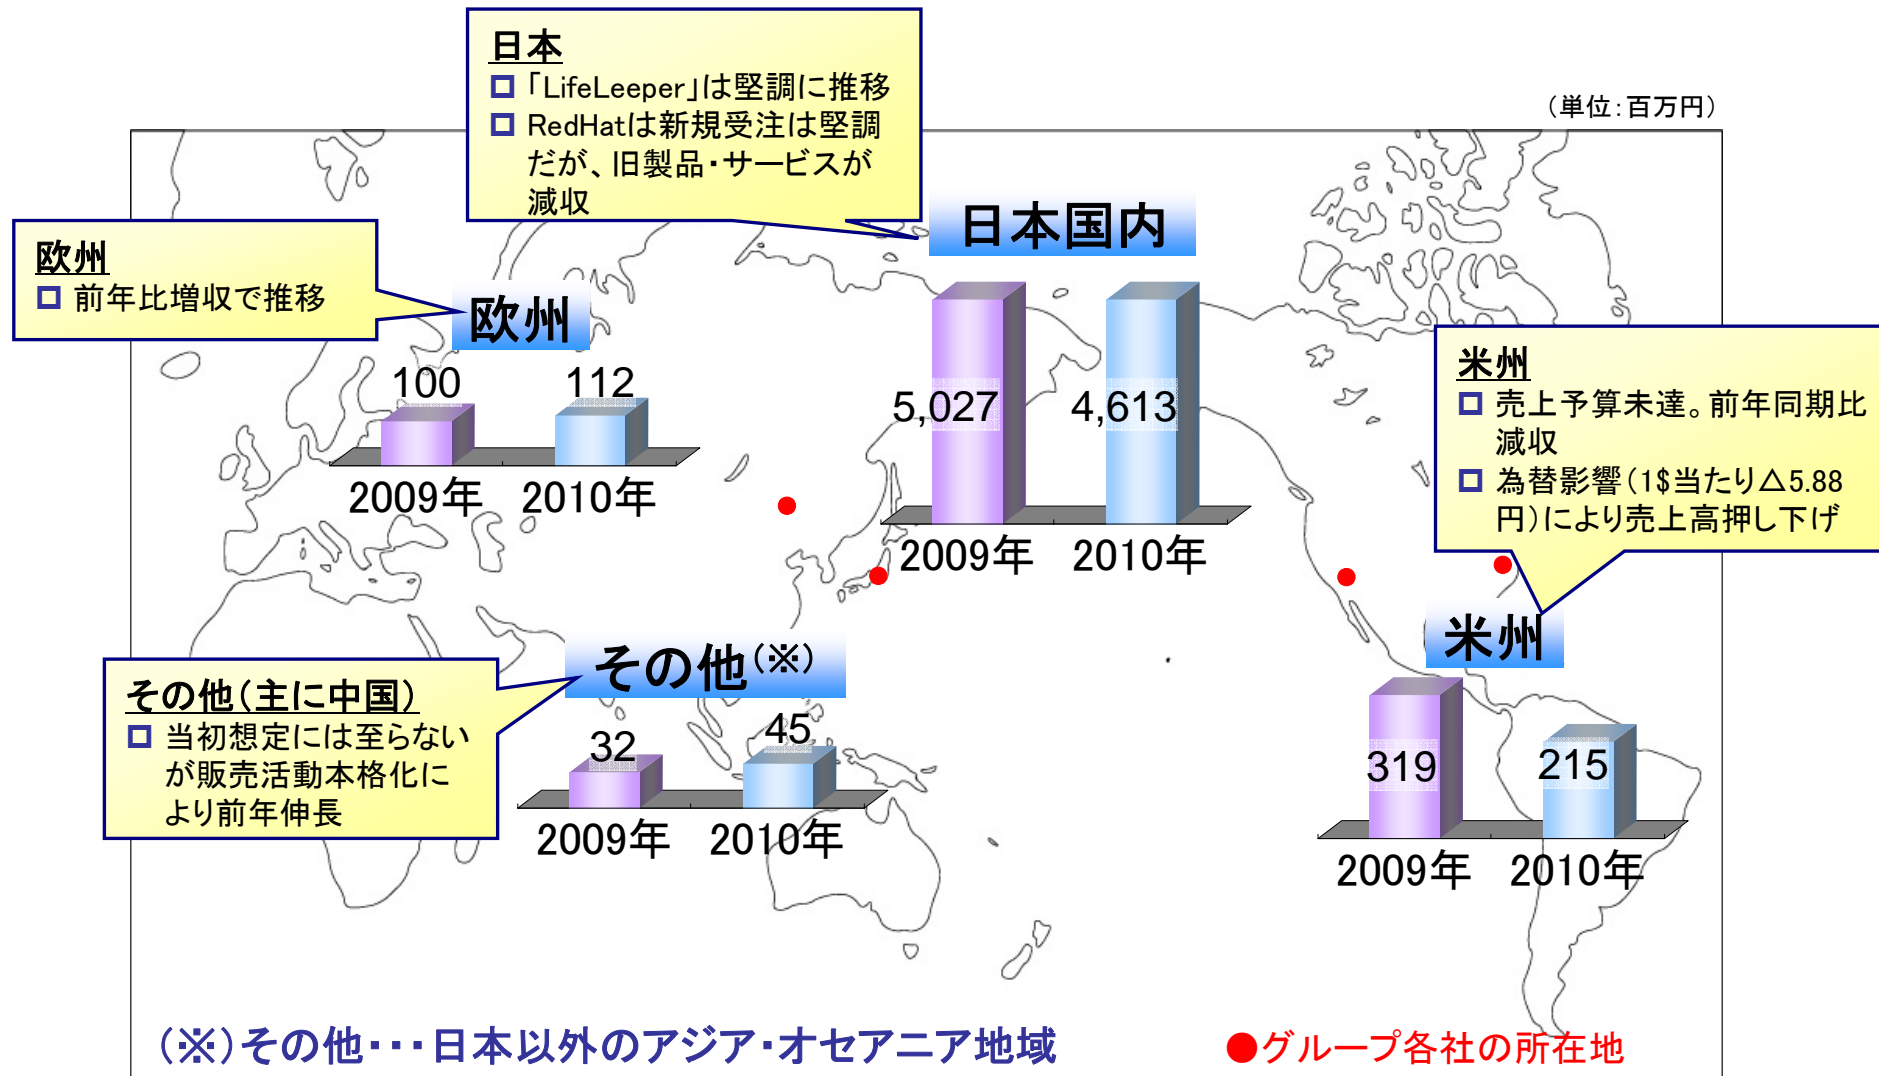 日本
「LifeLeeper」は堅調に推移
RedHatは新規受注は堅調
だが、旧製品・サービスが
減収
（単位：百万円）
欧州
前年比増収で推移
欧州
100
112
2009年
2010年
日本国内
5,027
4,613
2009年
2010年
米州
売上予算未達。前年同期比
減収
為替影響（1$当たり△5.88
円）により売上高押し下げ
米州
319
215
2009年
2010年
その他（主に中国）
当初想定には至らない
が販売活動本格化に
より前年伸長
その他（※）
32
45
2009年
2010年
（※）その他・・・日本以外のアジア・オセアニア地域
●グループ各社の所在地